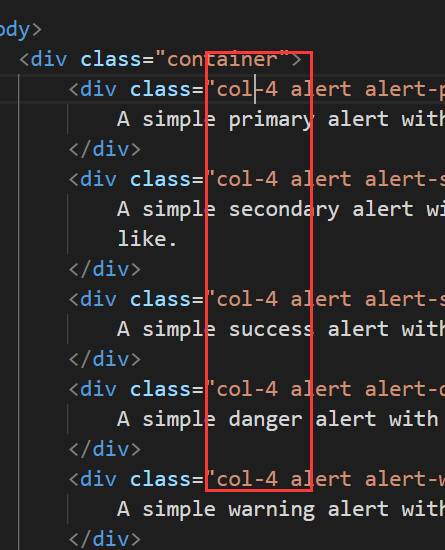 ody>
<div class="container">
<div class="col-4 alert alert-p
A simple primary alert with
</div>
<div class="col-4 alert alert-s
A simple secondary alert wi
like.
</div>
<div class="col-4 alert alert-s
A simple success alert with
</div>
<div class="col-4 alert alert-d
A simple danger alert with
</div>
<div class="col-4 alert alert-w
A simple warning alert with
</div>